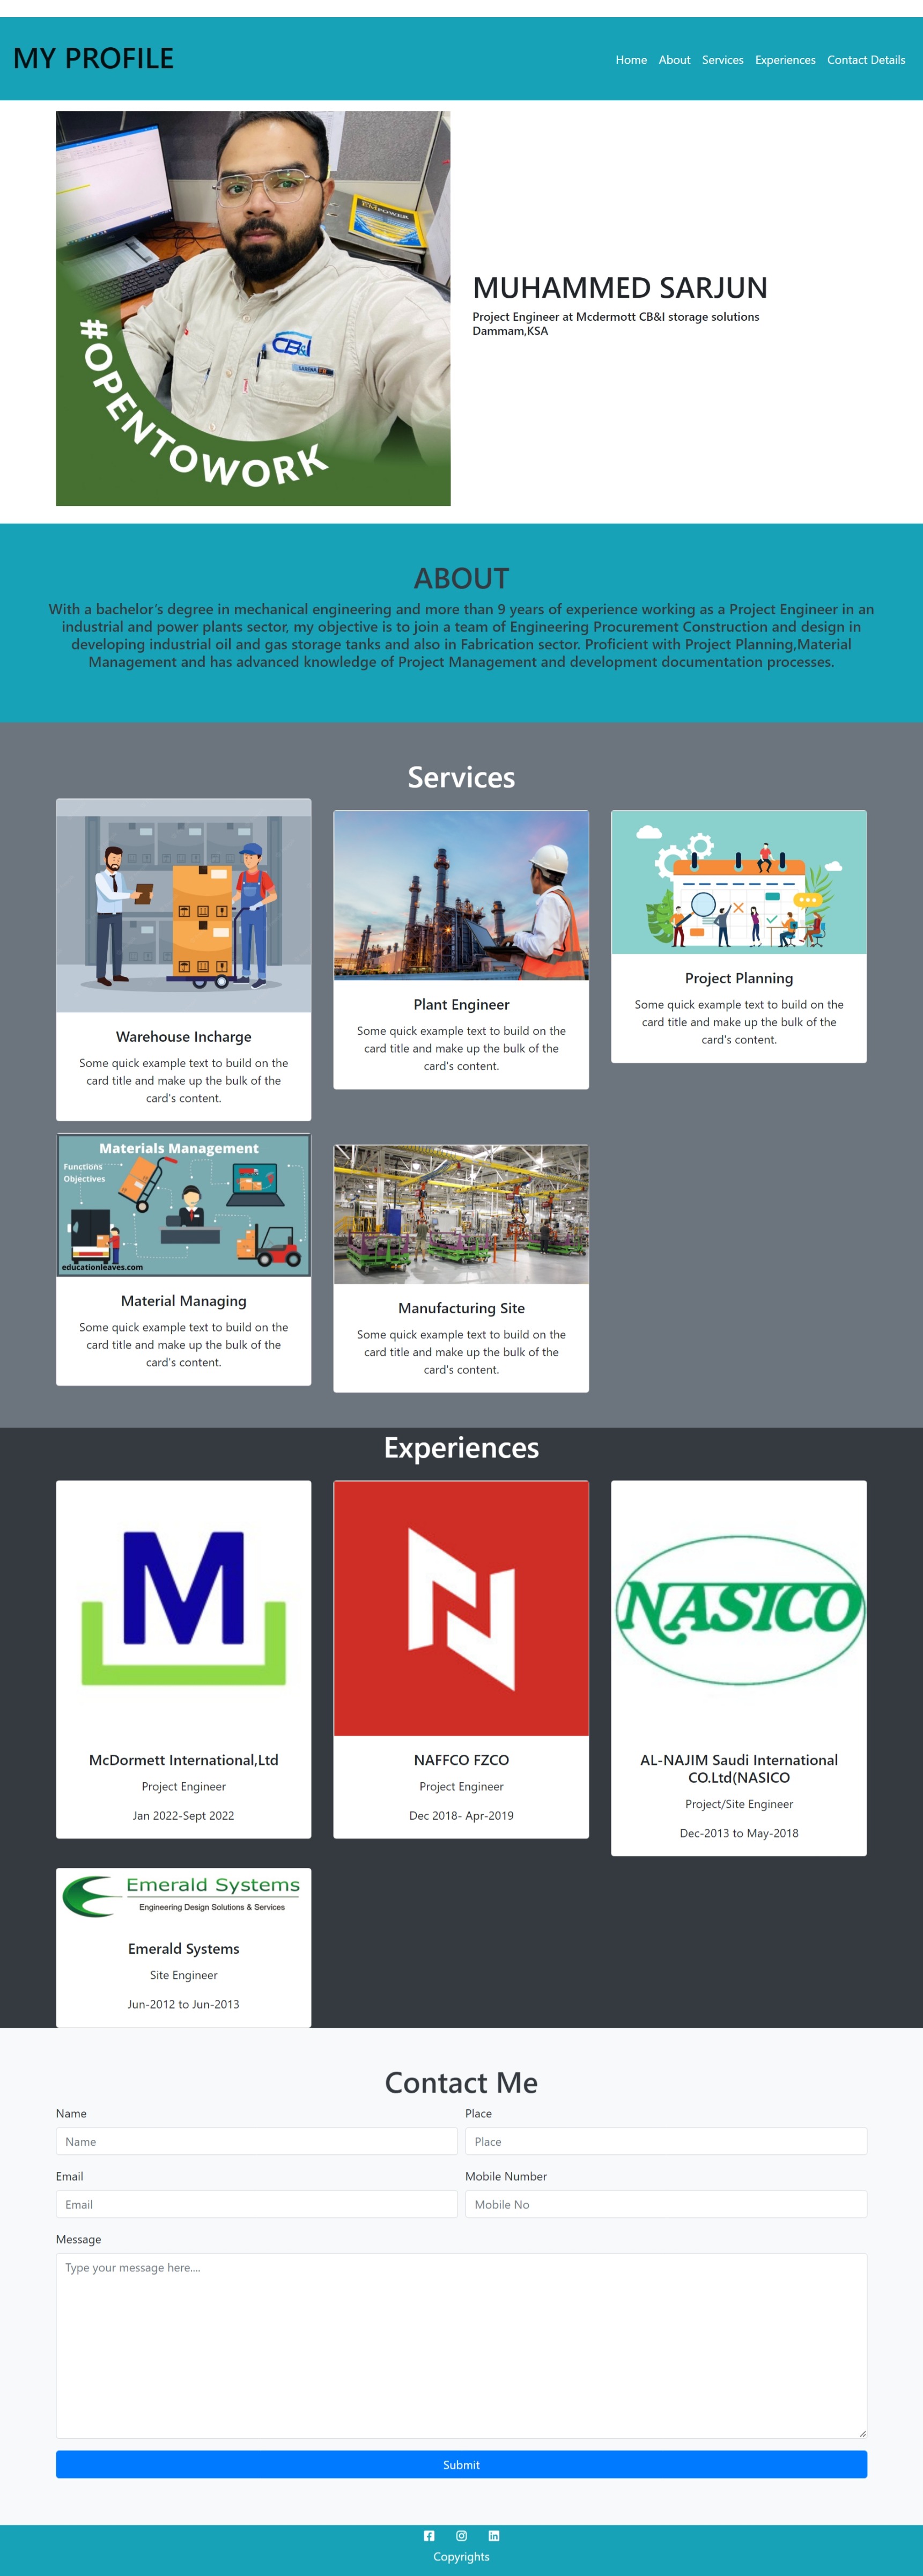 MY PROFILE
Home About Services Experiences Contact Details
EMPOWER
CB&I
#OPENTOWORK
MUHAMMED SARJUN
Project Engineer at Mcdermott CB&I storage solutions
Dammam,KSA
ABOUT
With a bachelor's degree in mechanical engineering and more than 9 years of experience working as a Project Engineer in an
industrial and power plants sector, my objective is to join a team of Engineering Procurement Construction and design in
developing industrial oil and gas storage tanks and also in Fabrication sector. Proficient with Project Planning,Material
Management and has advanced knowledge of Project Management and development documentation processes.
Services
Warehouse Incharge
Some quick example text to build on the
card title and make up the bulk of the
card's content.
Plant Engineer
Some quick example text to build on the
card title and make up the bulk of the
card's content.
Project Planning
Some quick example text to build on the
card title and make up the bulk of the
card's content.
Materials Management
Functions
Objectives
educationleaves.com
Material Managing
Some quick example text to build on the
card title and make up the bulk of the
card's content.
Manufacturing Site
Some quick example text to build on the
card title and make up the bulk of the
card's content.
Experiences
M
McDormett International,Ltd
Project Engineer
Jan 2022-Sept 2022
N
NAFFCO FZCO
Project Engineer
Dec 2018- Apr-2019
NASICO
AL-NAJIM Saudi International
CO.Ltd(NASICO
Project/Site Engineer
Dec-2013 to May-2018
Emerald Systems
Engineering Design Solutions & Services
Emerald Systems
Site Engineer
Jun-2012 to Jun-2013
Contact Me
Name Place
Name Place
Email Mobile Number
Email Mobile No
Message
Type your message here....
Submit
Copyrights